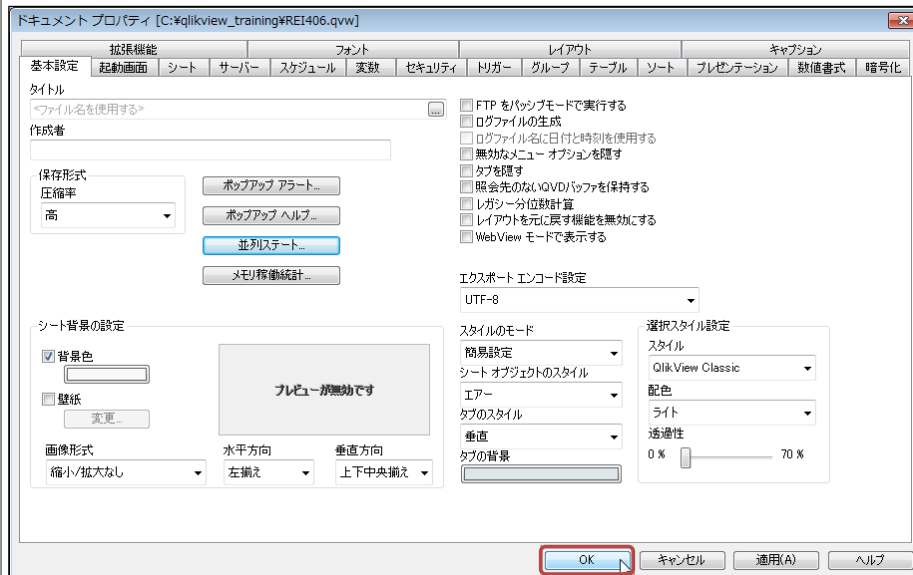 ドキュメント プロパティ [C:¥qlikview_training¥REI406.qvw]
拡張機能 フォント レイアウト キャプション
基本設定 起動画面 シート サーバー スケジュール 変数 セキュリティ トリガー グループ テーブル ソート プレゼンテーション 数値書式 暗号化
タイトル
<ファイル名を使用する> ...
作成者
保存形式
圧縮率
高
ポップアップ アラート...
ポップアップ ヘルプ...
並列ステート...
メモリ稼働統計...
FTP をパッシブモードで実行する
ログファイルの生成
ログファイル名に日付と時刻を使用する
無効なメニュー オプションを隠す
タブを隠す
照会先のないQVDバッファを保持する
レガシー分位数計算
レイアウトを元に戻す機能を無効にする
WebView モードで表示する
エクスポート エンコード設定
UTF-8
シート背景の設定
背景色
壁紙
変更...
プレビューが無効です
画像形式 水平方向 垂直方向
縮小/拡大なし 左揃え 上下中央揃え
スタイルのモード
簡易設定
シート オブジェクトのスタイル
エアー
タブのスタイル
垂直
タブの背景
選択スタイル設定
スタイル
QlikView Classic
配色
ライト
透過性
0 % 70 %
OK キャンセル 適用(A) ヘルプ